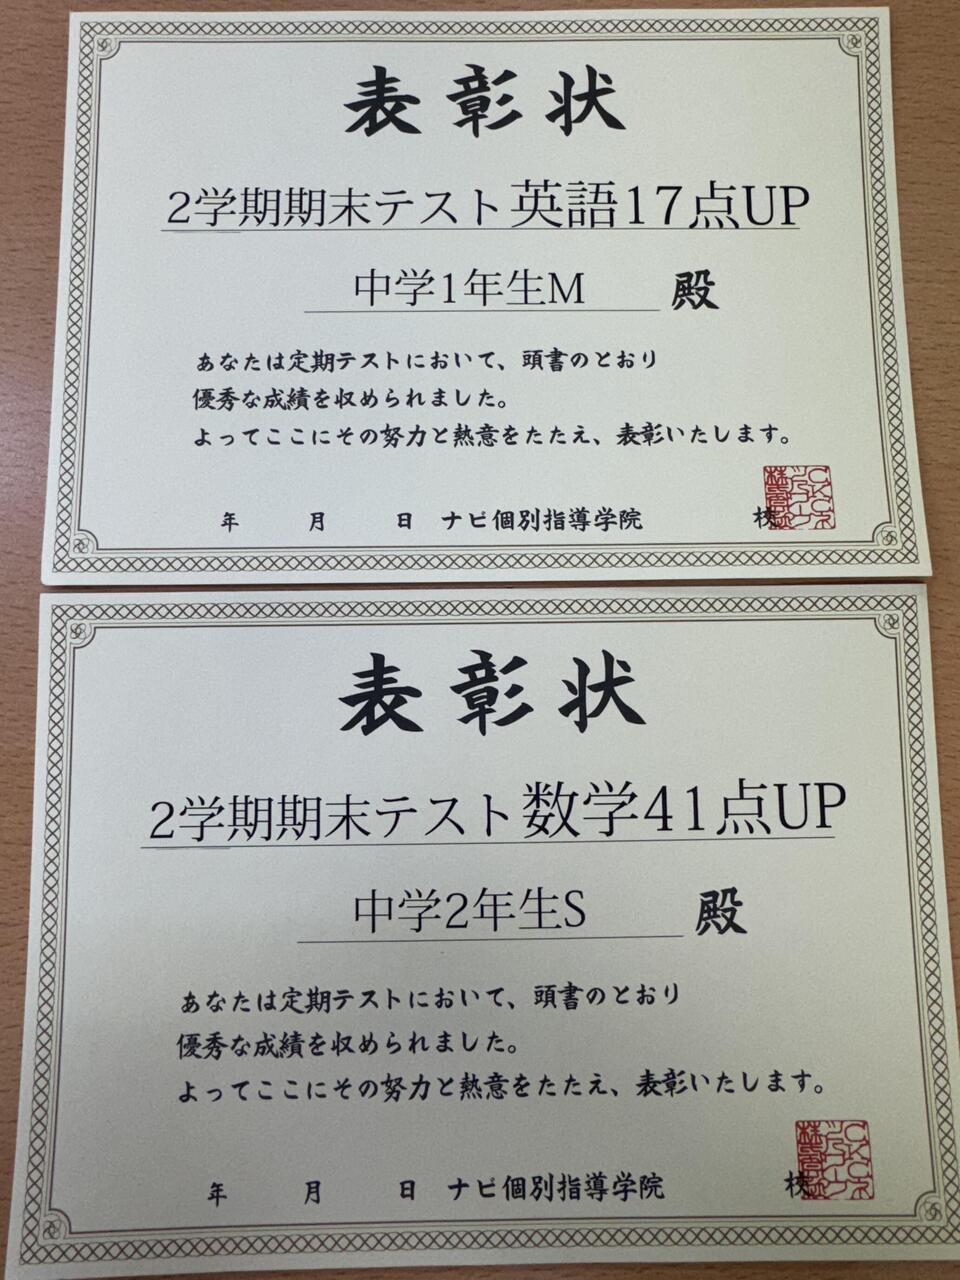 表彰状
2学期期末テスト英語17点UP
中学1年生M 殿
あなたは定期テストにおいて、頭書のとおり
優秀な成績を収められました。
よってここにその努力と熱意をたたえ、表彰いたします。
年 月 日 ナビ個別指導学院 校
表彰状
2学期期末テスト数学41点UP
中学2年生S 殿
あなたは定期テストにおいて、頭書のとおり
優秀な成績を収められました。
よってここにその努力と熱意をたたえ、表彰いたします。
年 月 日 ナビ個別指導学院 校